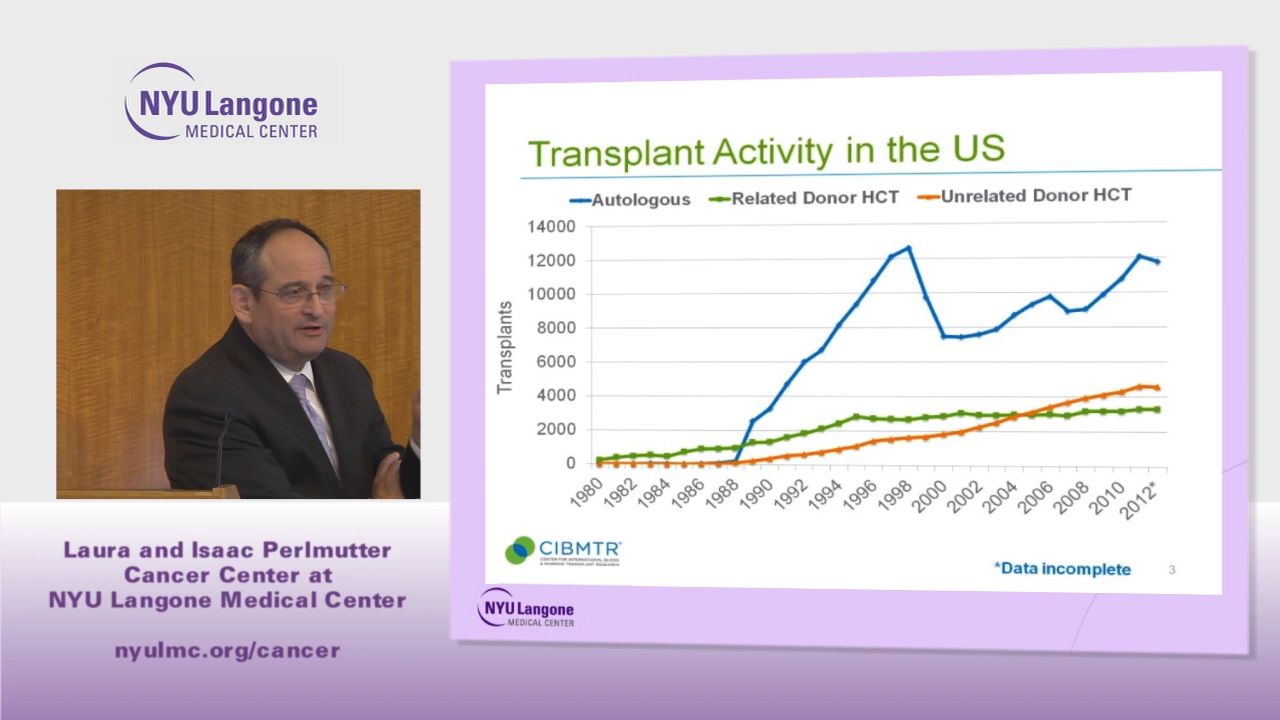 NYU Langone
MEDICAL CENTER
Laura and Isaac Perlmutter
Cancer Center at
NYU Langone Medical Center
nyulmc.org/cancer
Transplant Activity in the US
Autologous Related Donor HCT Unrelated Donor HCT
14000
12000
10000
8000
6000
4000
2000
0
Transplants
1980 1982 1984 1986 1988 1990 1992 1994 1996 1998 2000 2002 2004 2006 2008 2010 2012*
CIBMTR®
CENTER FOR INTERNATIONAL BLOOD
& MARROW TRANSPLANT RESEARCH
*Data incomplete 3
NYU Langone
MEDICAL CENTER